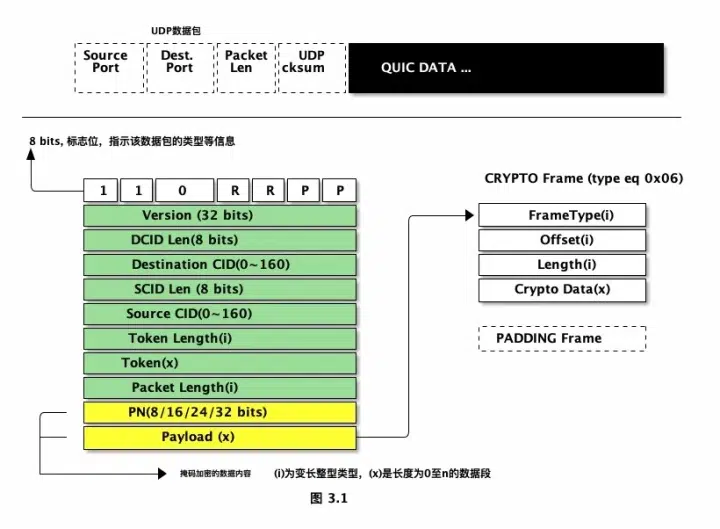 UDP数据包
Source Port
Dest. Port
Packet Len
UDP cksum
QUIC DATA ...
8 bits, 标志位，指示该数据包的类型等信息
1 1 0 R R P P
Version (32 bits)
DCID Len(8 bits)
Destination CID(0~160)
SCID Len (8 bits)
Source CID(0~160)
Token Length(i)
Token(x)
Packet Length(i)
PN(8/16/24/32 bits)
Payload (x)
CRYPTO Frame (type eq 0x06)
FrameType(i)
Offset(i)
Length(i)
Crypto Data(x)
PADDING Frame
掩码加密的数据内容
(i)为变长整型类型，(x)是长度为0至n的数据段
图 3.1